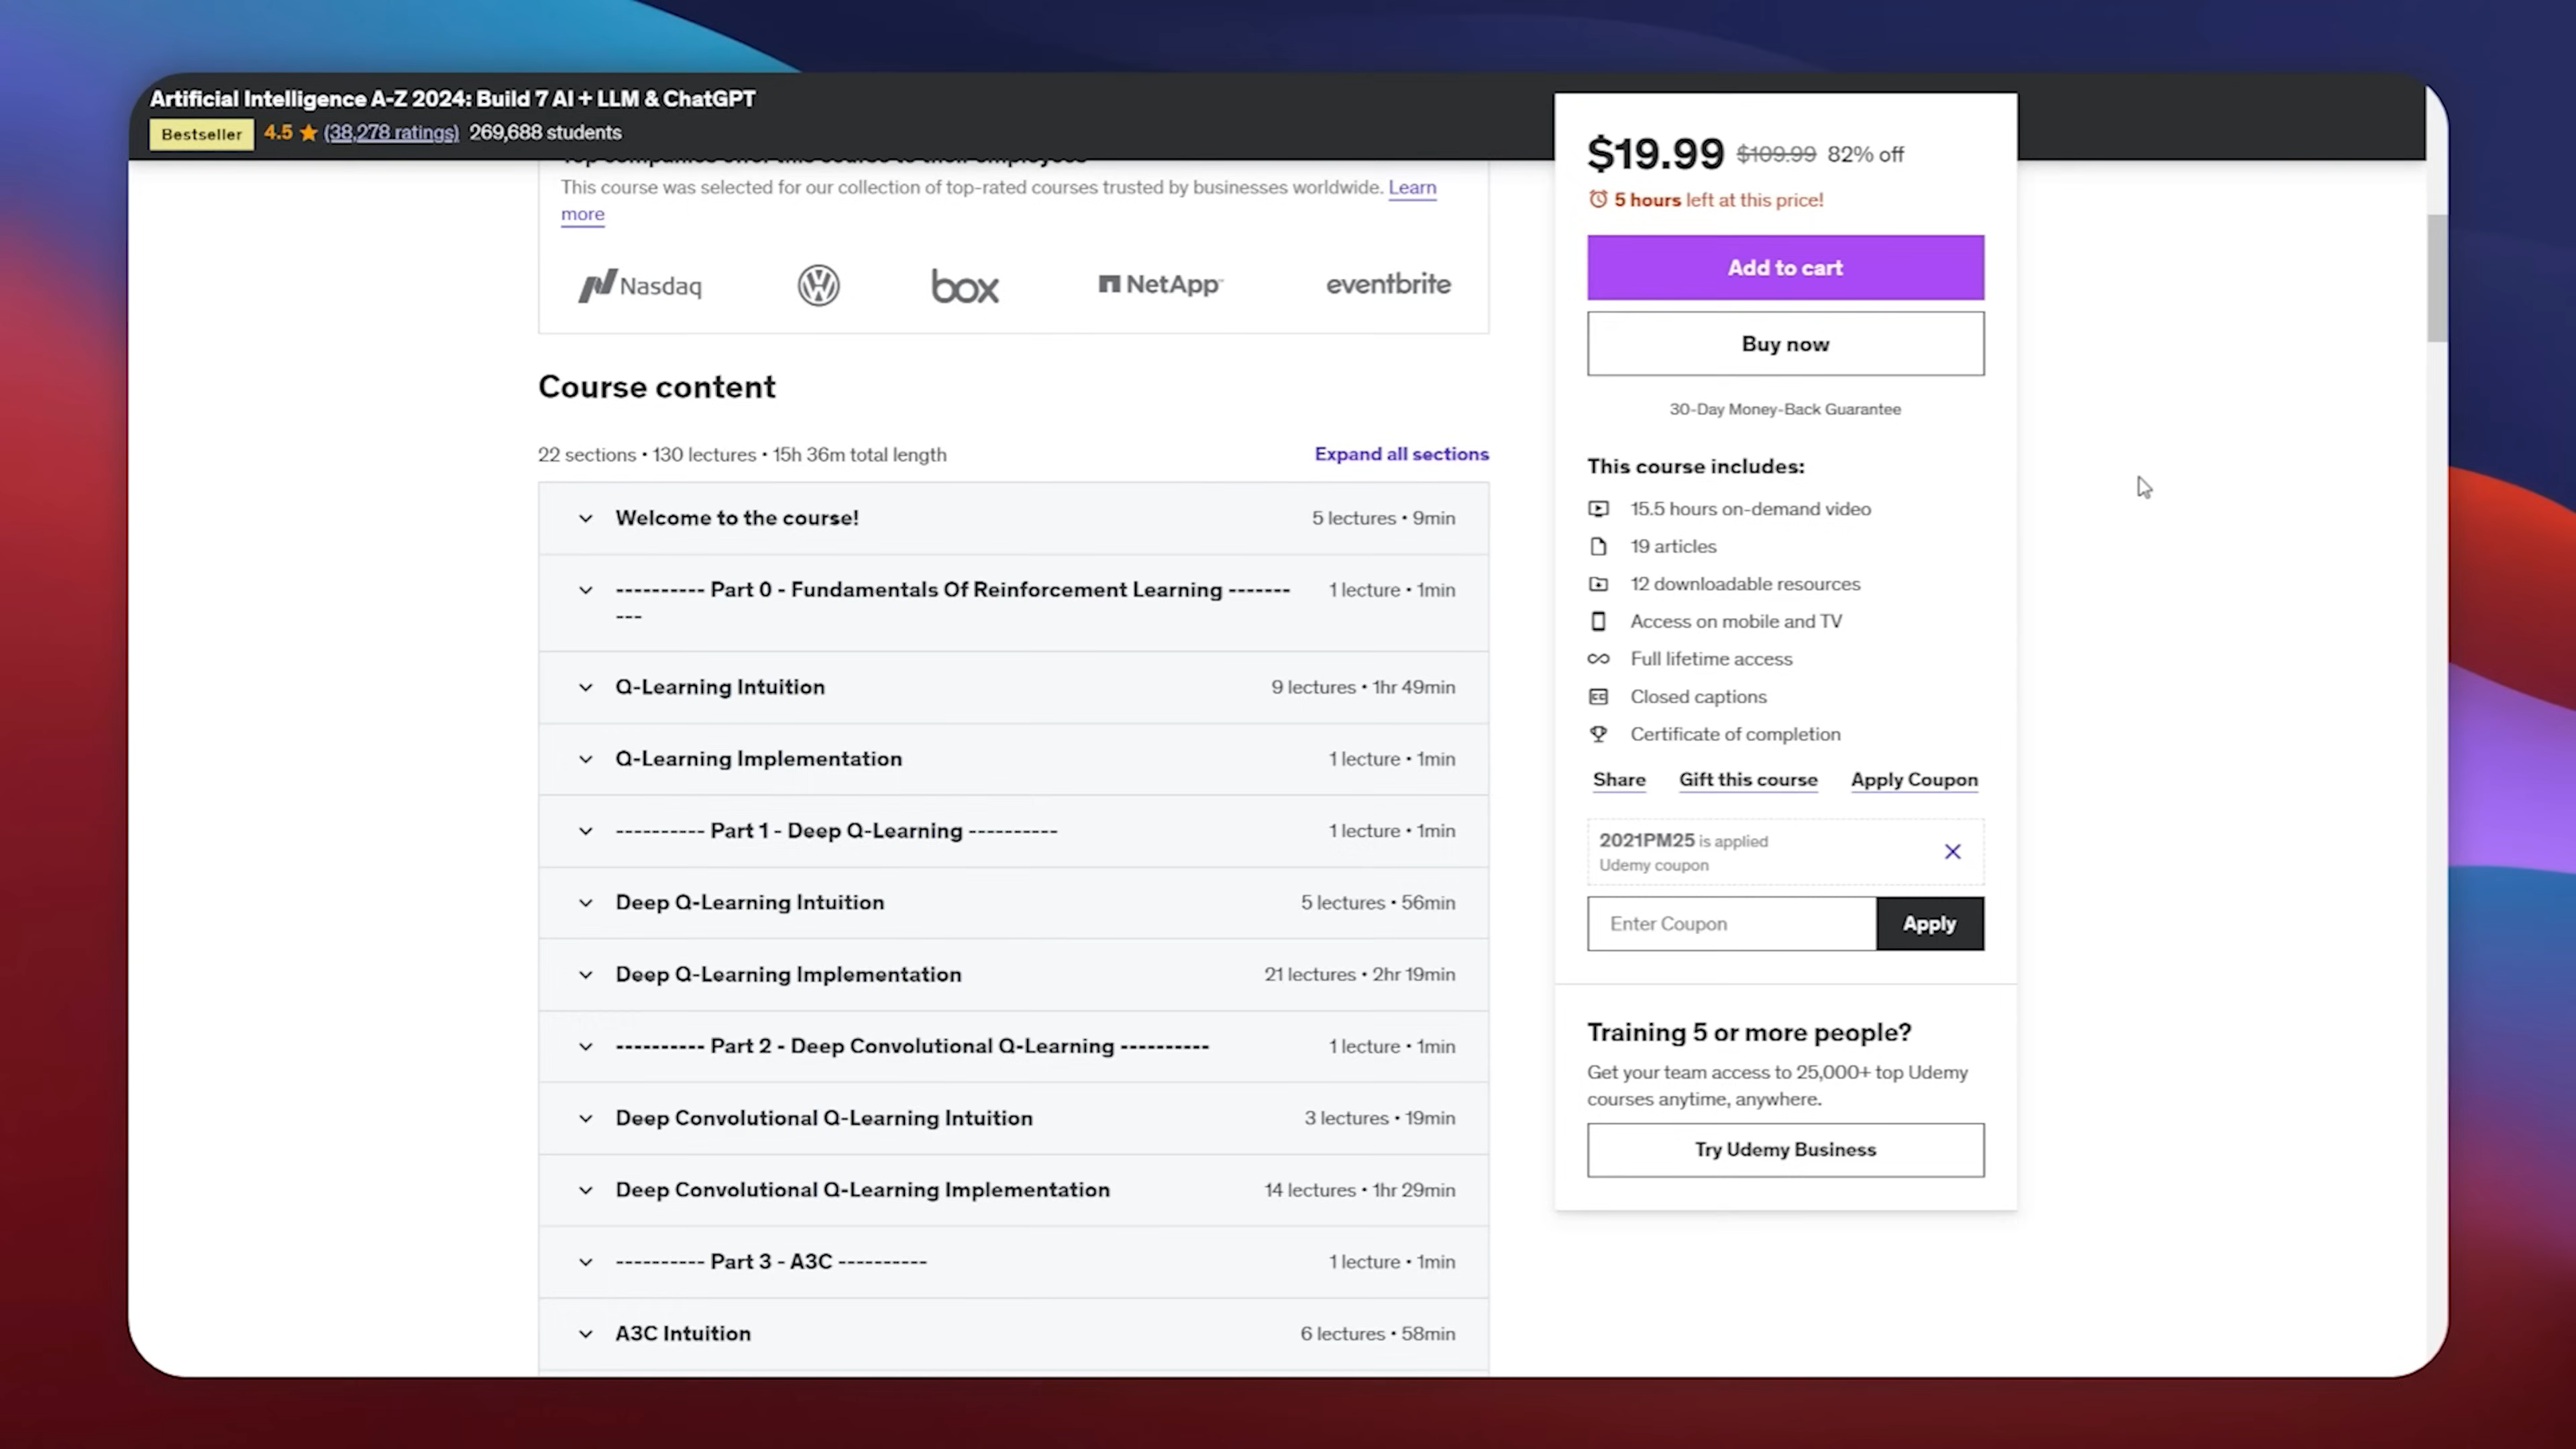 Artificial Intelligence A-Z 2024: Build 7 AI + LLM & ChatGPT
Bestseller 4.5 (38,278 ratings) 269,688 students
Top companies offer this course to their employees
This course was selected for our collection of top-rated courses trusted by businesses worldwide. Learn
more
Nasdaq box NetApp eventbrite
Course content
22 sections • 130 lectures • 15h 36m total length Expand all sections
Welcome to the course! 5 lectures • 9min
---------- Part 0 - Fundamentals Of Reinforcement Learning ------- 1 lecture • 1min
---
Q-Learning Intuition 9 lectures • 1hr 49min
Q-Learning Implementation 1 lecture • 1min
---------- Part 1 - Deep Q-Learning ---------- 1 lecture • 1min
Deep Q-Learning Intuition 5 lectures • 56min
Deep Q-Learning Implementation 21 lectures • 2hr 19min
---------- Part 2 - Deep Convolutional Q-Learning ---------- 1 lecture • 1min
Deep Convolutional Q-Learning Intuition 3 lectures • 19min
Deep Convolutional Q-Learning Implementation 14 lectures • 1hr 29min
---------- Part 3 - A3C ---------- 1 lecture • 1min
A3C Intuition 6 lectures • 58min
$19.99 $109.99 82% off
5 hours left at this price!
Add to cart
Buy now
30-Day Money-Back Guarantee
This course includes:
15.5 hours on-demand video
19 articles
12 downloadable resources
Access on mobile and TV
Full lifetime access
CC Closed captions
Certificate of completion
Share Gift this course Apply Coupon
2021PM25 is applied
Udemy coupon
Enter Coupon Apply
Training 5 or more people?
Get your team access to 25,000+ top Udemy
courses anytime, anywhere.
Try Udemy Business